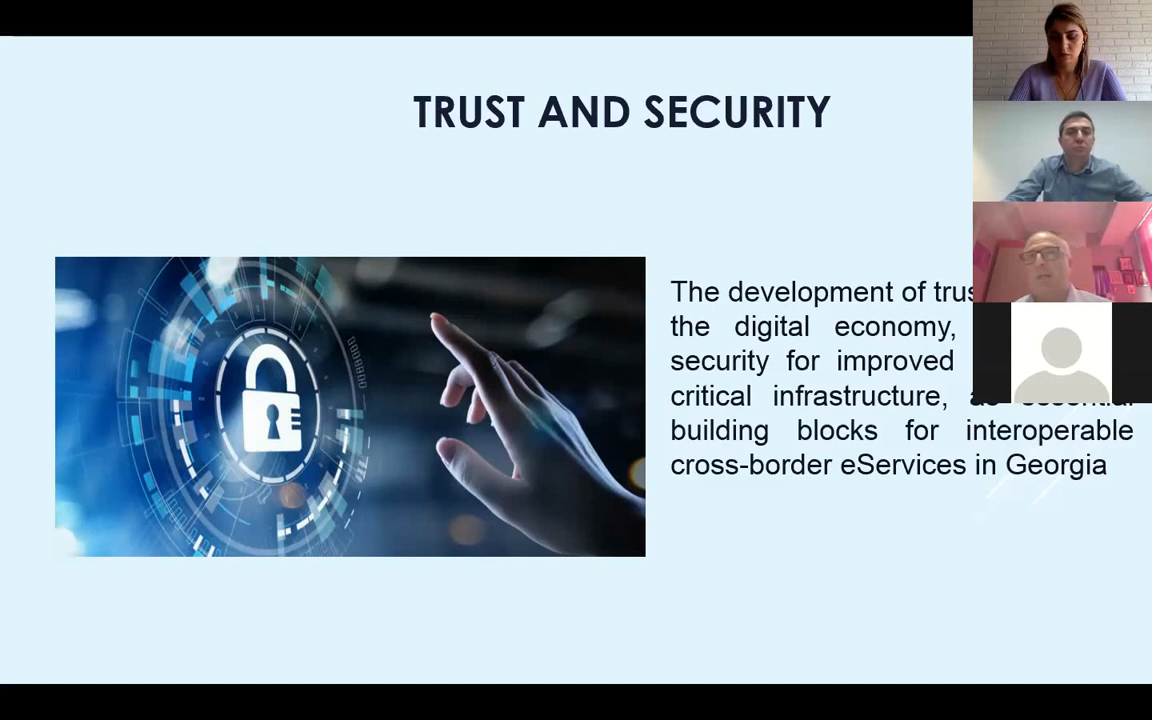 TRUST AND SECURITY
The development of
the digital economy,
security for improved
critical infrastructure,
building blocks for interoperable
cross-border eServices in Georgia